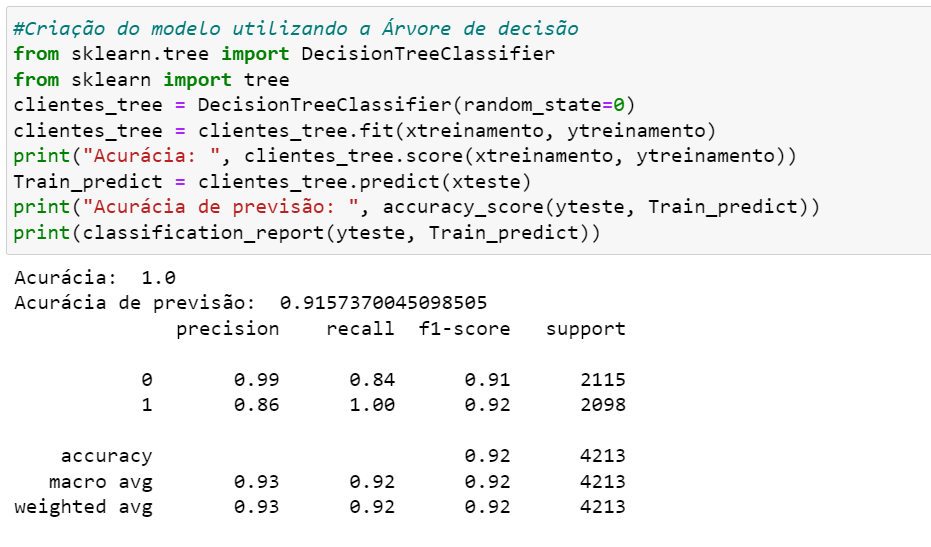 #Criação do modelo utilizando a Árvore de decisão
from sklearn.tree import DecisionTreeClassifier
from sklearn import tree
clientes_tree = DecisionTreeClassifier(random_state=0)
clientes_tree = clientes_tree.fit(xtreinamento, ytreinamento)
print("Acurácia: ", clientes_tree.score(xtreinamento, ytreinamento))
Train_predict = clientes_tree.predict(xteste)
print("Acurácia de previsão: ", accuracy_score(yteste, Train_predict))
print(classification_report(yteste, Train_predict))
Acurácia:  1.0
Acurácia de previsão:  0.9157370045098505
              precision    recall  f1-score   support
           0       0.99      0.84      0.91      2115
           1       0.86      1.00      0.92      2098
    accuracy                           0.92      4213
   macro avg       0.93      0.92      0.92      4213
weighted avg       0.93      0.92      0.92      4213